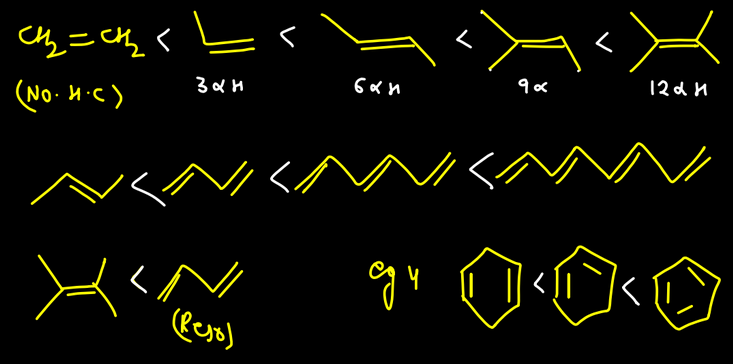 CH2=CH2 < < < <
(No. H.C) 3αH 6αH 9α 12αH
< < <
< eg 4 < <
(Reso)